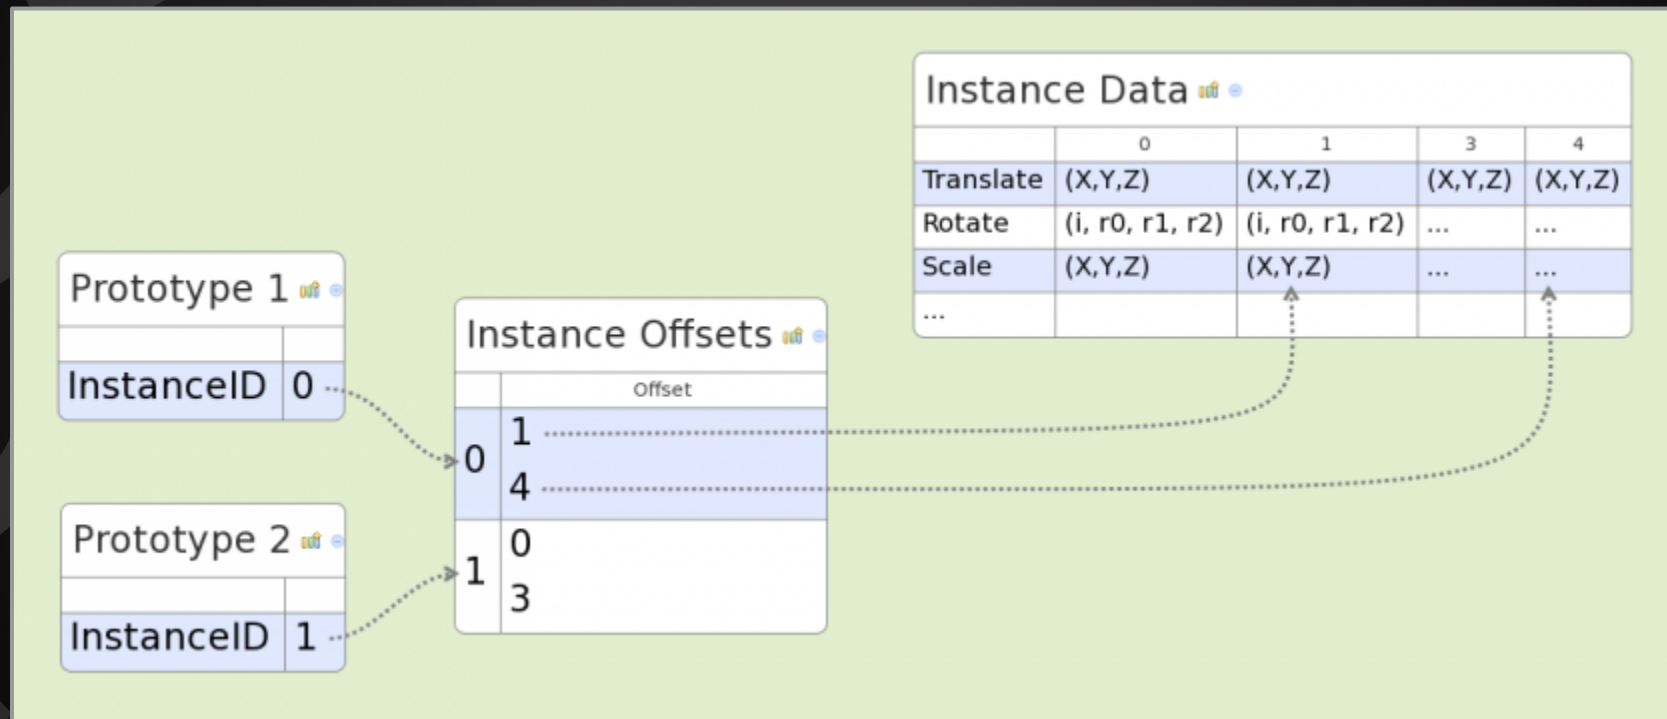 Instance Data
0 1 3 4
Translate (X,Y,Z) (X,Y,Z) (X,Y,Z) (X,Y,Z)
Rotate (i, r0, r1, r2) (i, r0, r1, r2) ... ...
Scale (X,Y,Z) (X,Y,Z) ... ...
...
Prototype 1
InstanceID 0
Instance Offsets
Offset
0
1
4
1
0
3
Prototype 2
InstanceID 1